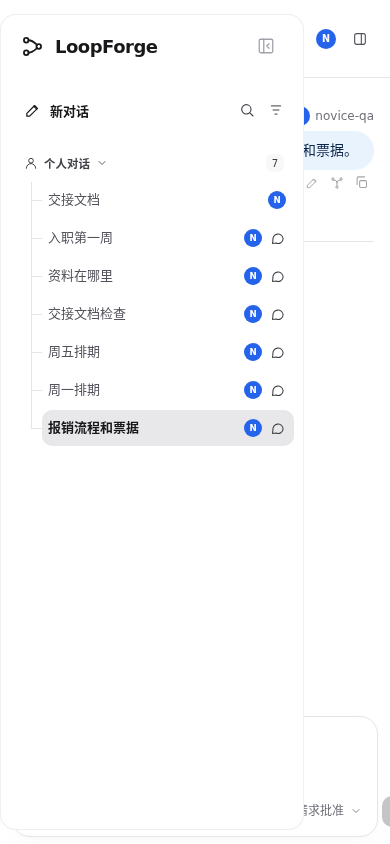 LoopForge
N
新对话
novice-qa
和票据。
个人对话
7
交接文档
N
入职第一周
N
资料在哪里
N
交接文档检查
N
周五排期
N
周一排期
N
报销流程和票据
N
求批准